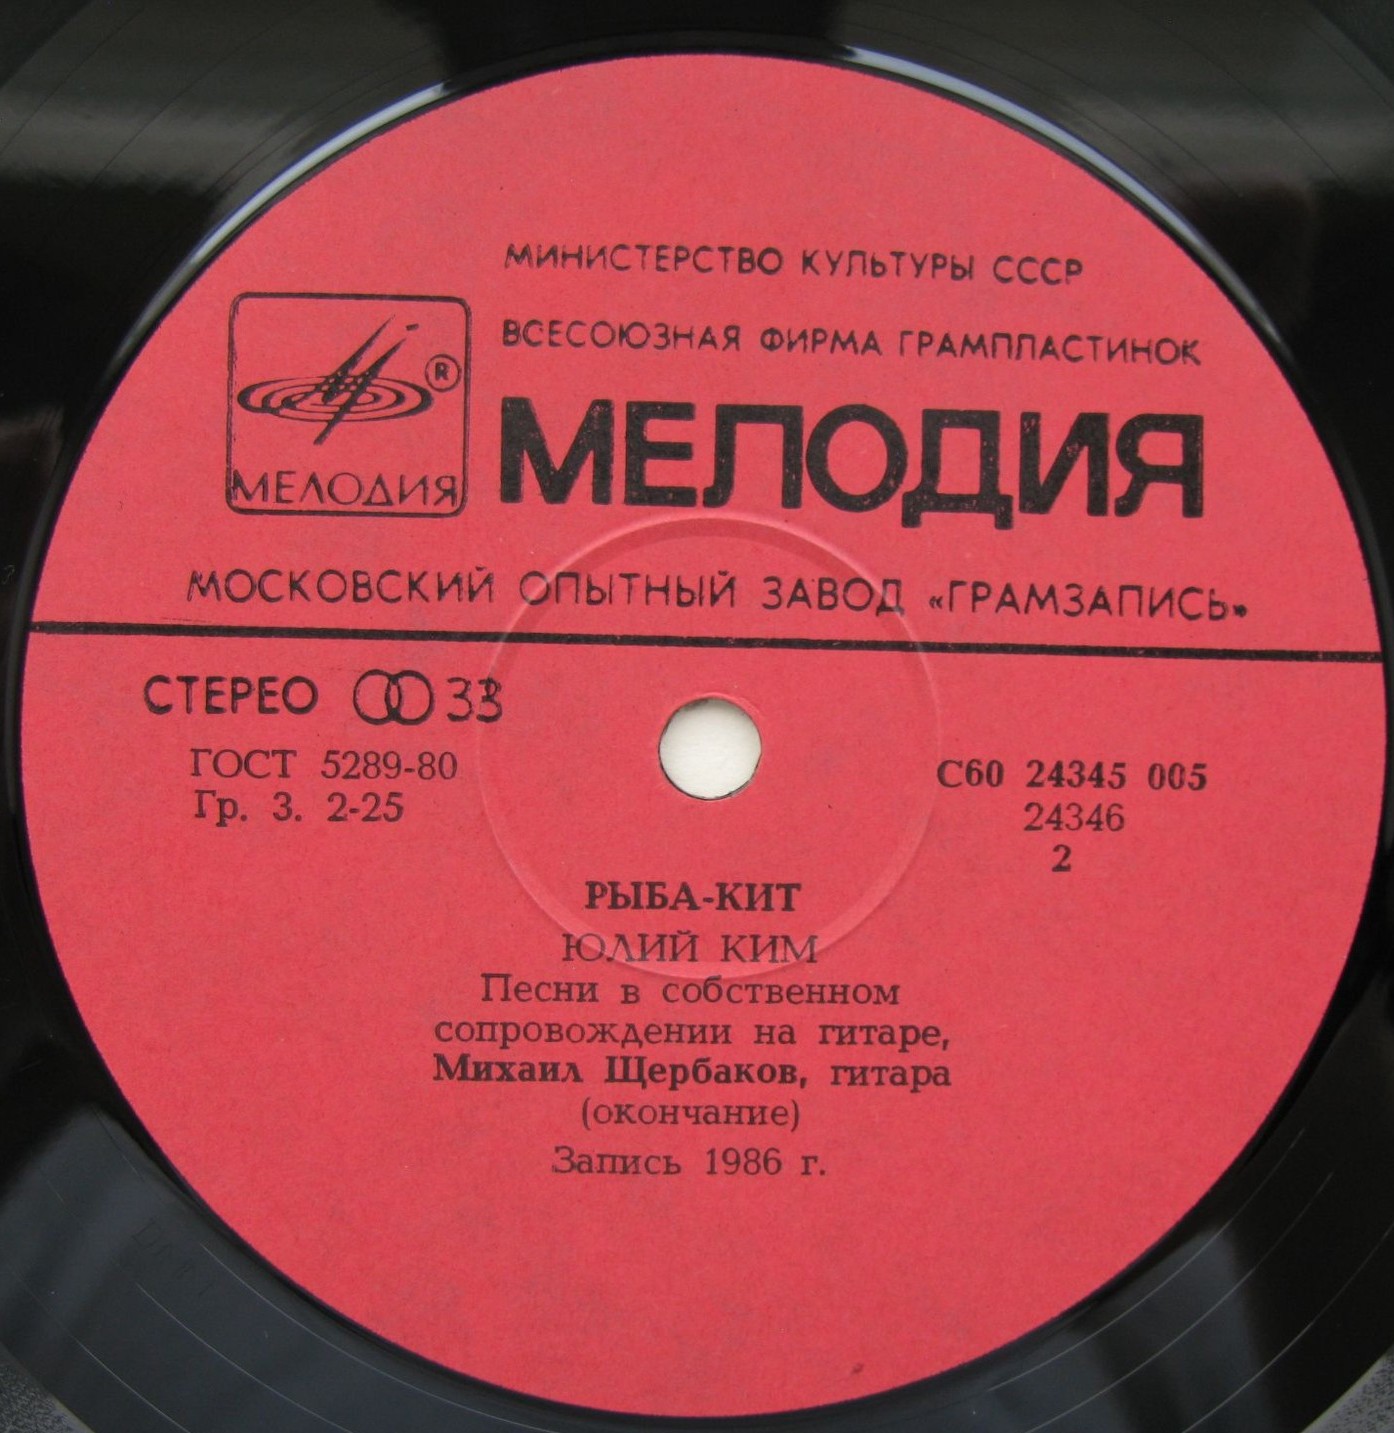 МИНИСТЕРСТВО КУЛЬТУРЫ СССР
ВСЕСОЮЗНАЯ ФИРМА ГРАМПЛАСТИНОК
®
МЕЛОДИЯ
МЕЛОДИЯ
МОСКОВСКИЙ ОПЫТНЫЙ ЗАВОД «ГРАМЗАПИСЬ»
СТЕРЕО 33
ГОСТ 5289-80
Гр. 3. 2-25
С60 24345 005
24346
2
РЫБА-КИТ
ЮЛИЙ КИМ
Песни в собственном
сопровождении на гитаре,
Михаил Щербаков, гитара
(окончание)
Запись 1986 г.